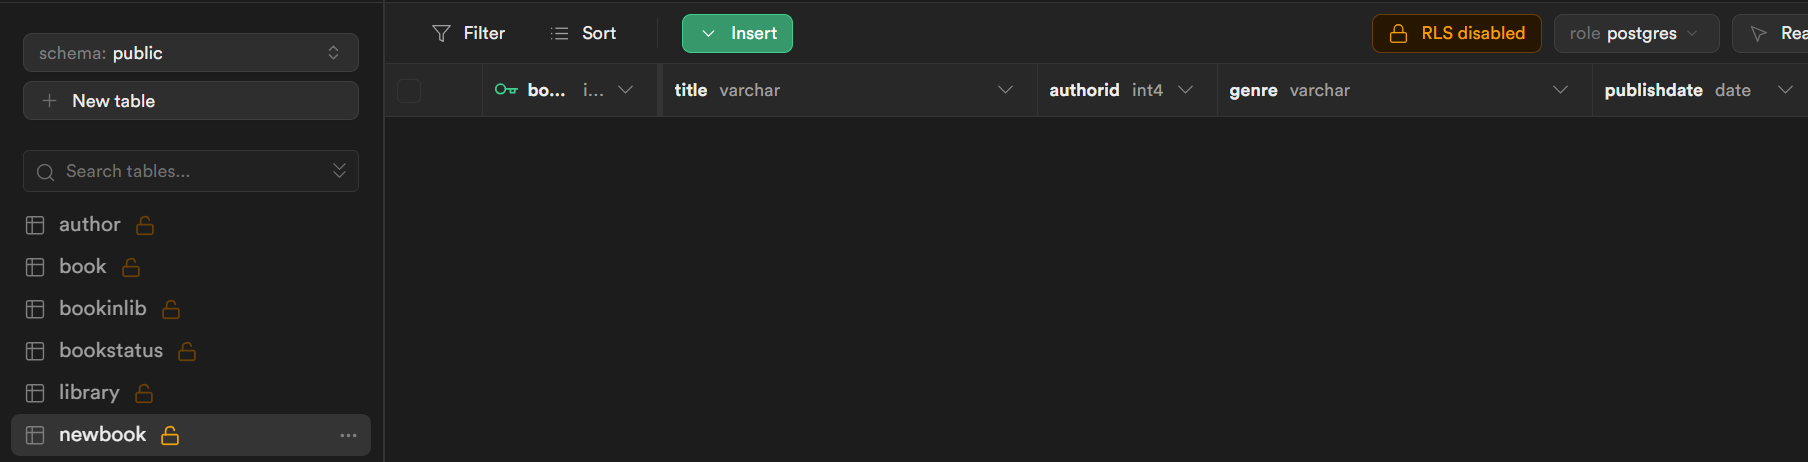 schema: public
New table
Search tables...
author
book
bookinlib
bookstatus
library
newbook
Filter Sort Insert RLS disabled role postgres Rea
bo... i... title varchar authorid int4 genre varchar publishdate date